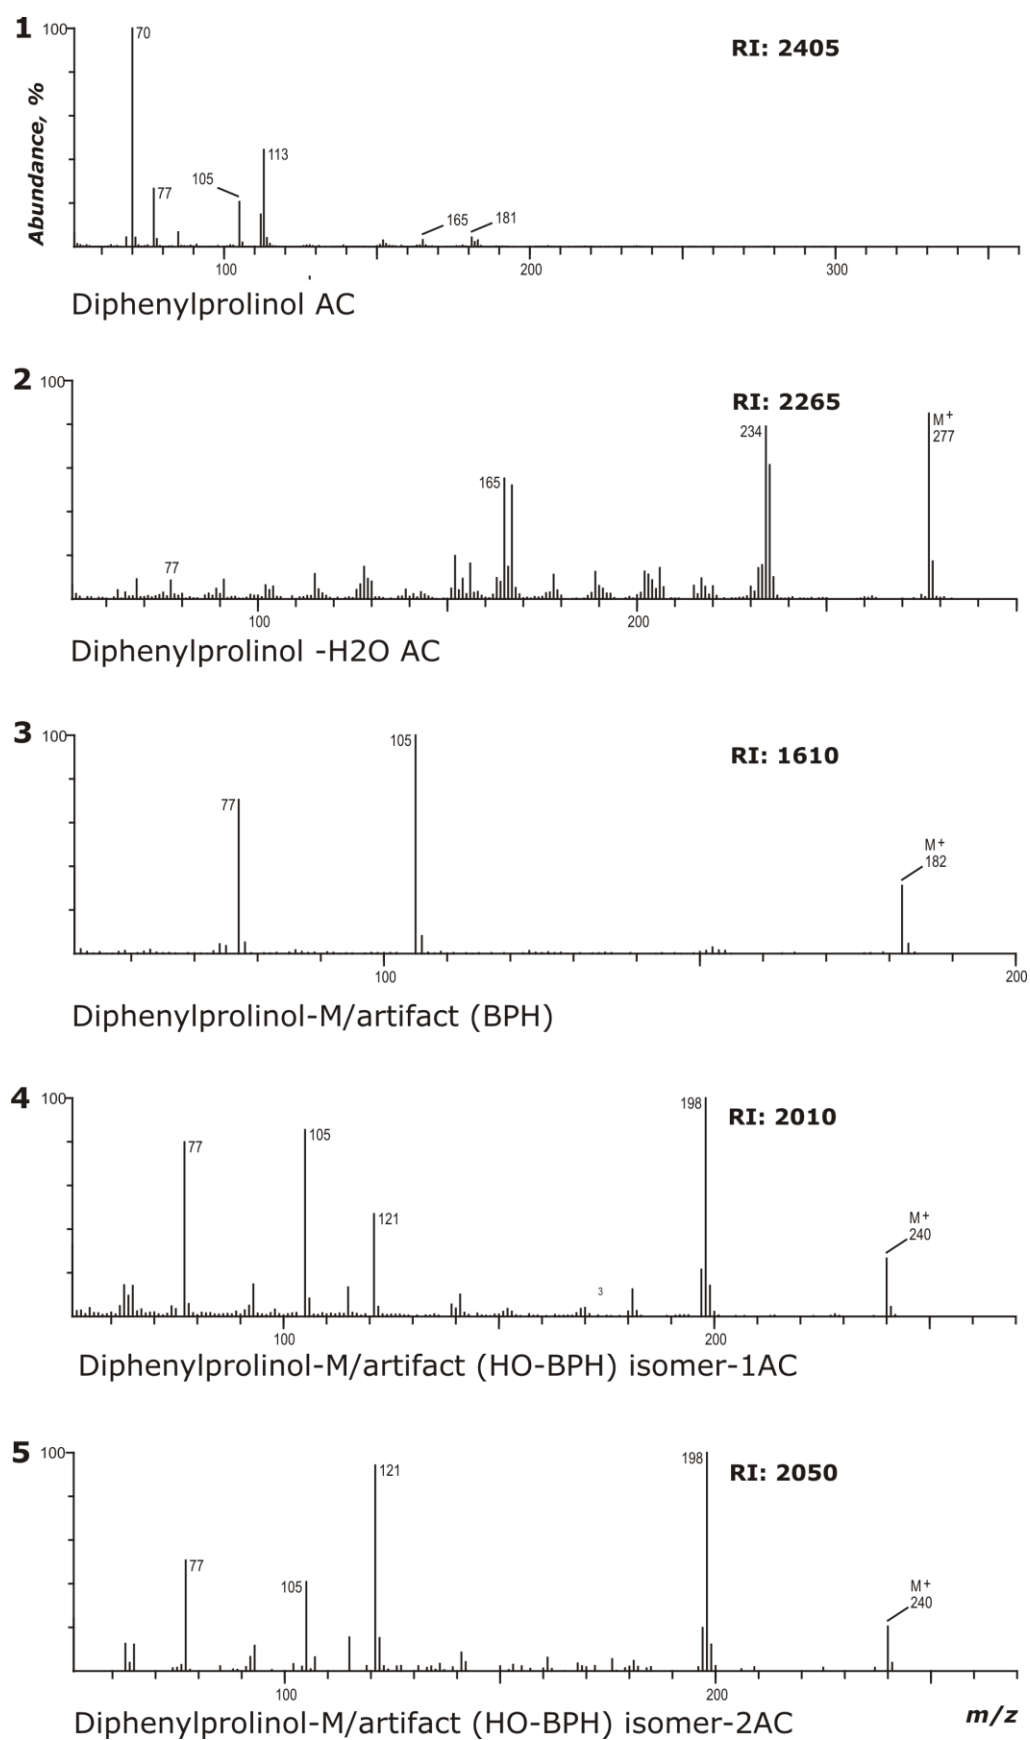 1
100
70
RI: 2405
Abundance, %
113
105
77
165
181
100
200
300
Diphenylprolinol AC
2
100
RI: 2265
M+
277
234
165
77
100
200
Diphenylprolinol -H2O AC
3
100
105
RI: 1610
77
M+
182
100
200
Diphenylprolinol-M/artifact (BPH)
4
100
198
RI: 2010
105
77
121
M+
240
3
100
200
Diphenylprolinol-M/artifact (HO-BPH) isomer-1AC
5
100
198
121
RI: 2050
77
105
M+
240
100
200
Diphenylprolinol-M/artifact (HO-BPH) isomer-2AC
m/z